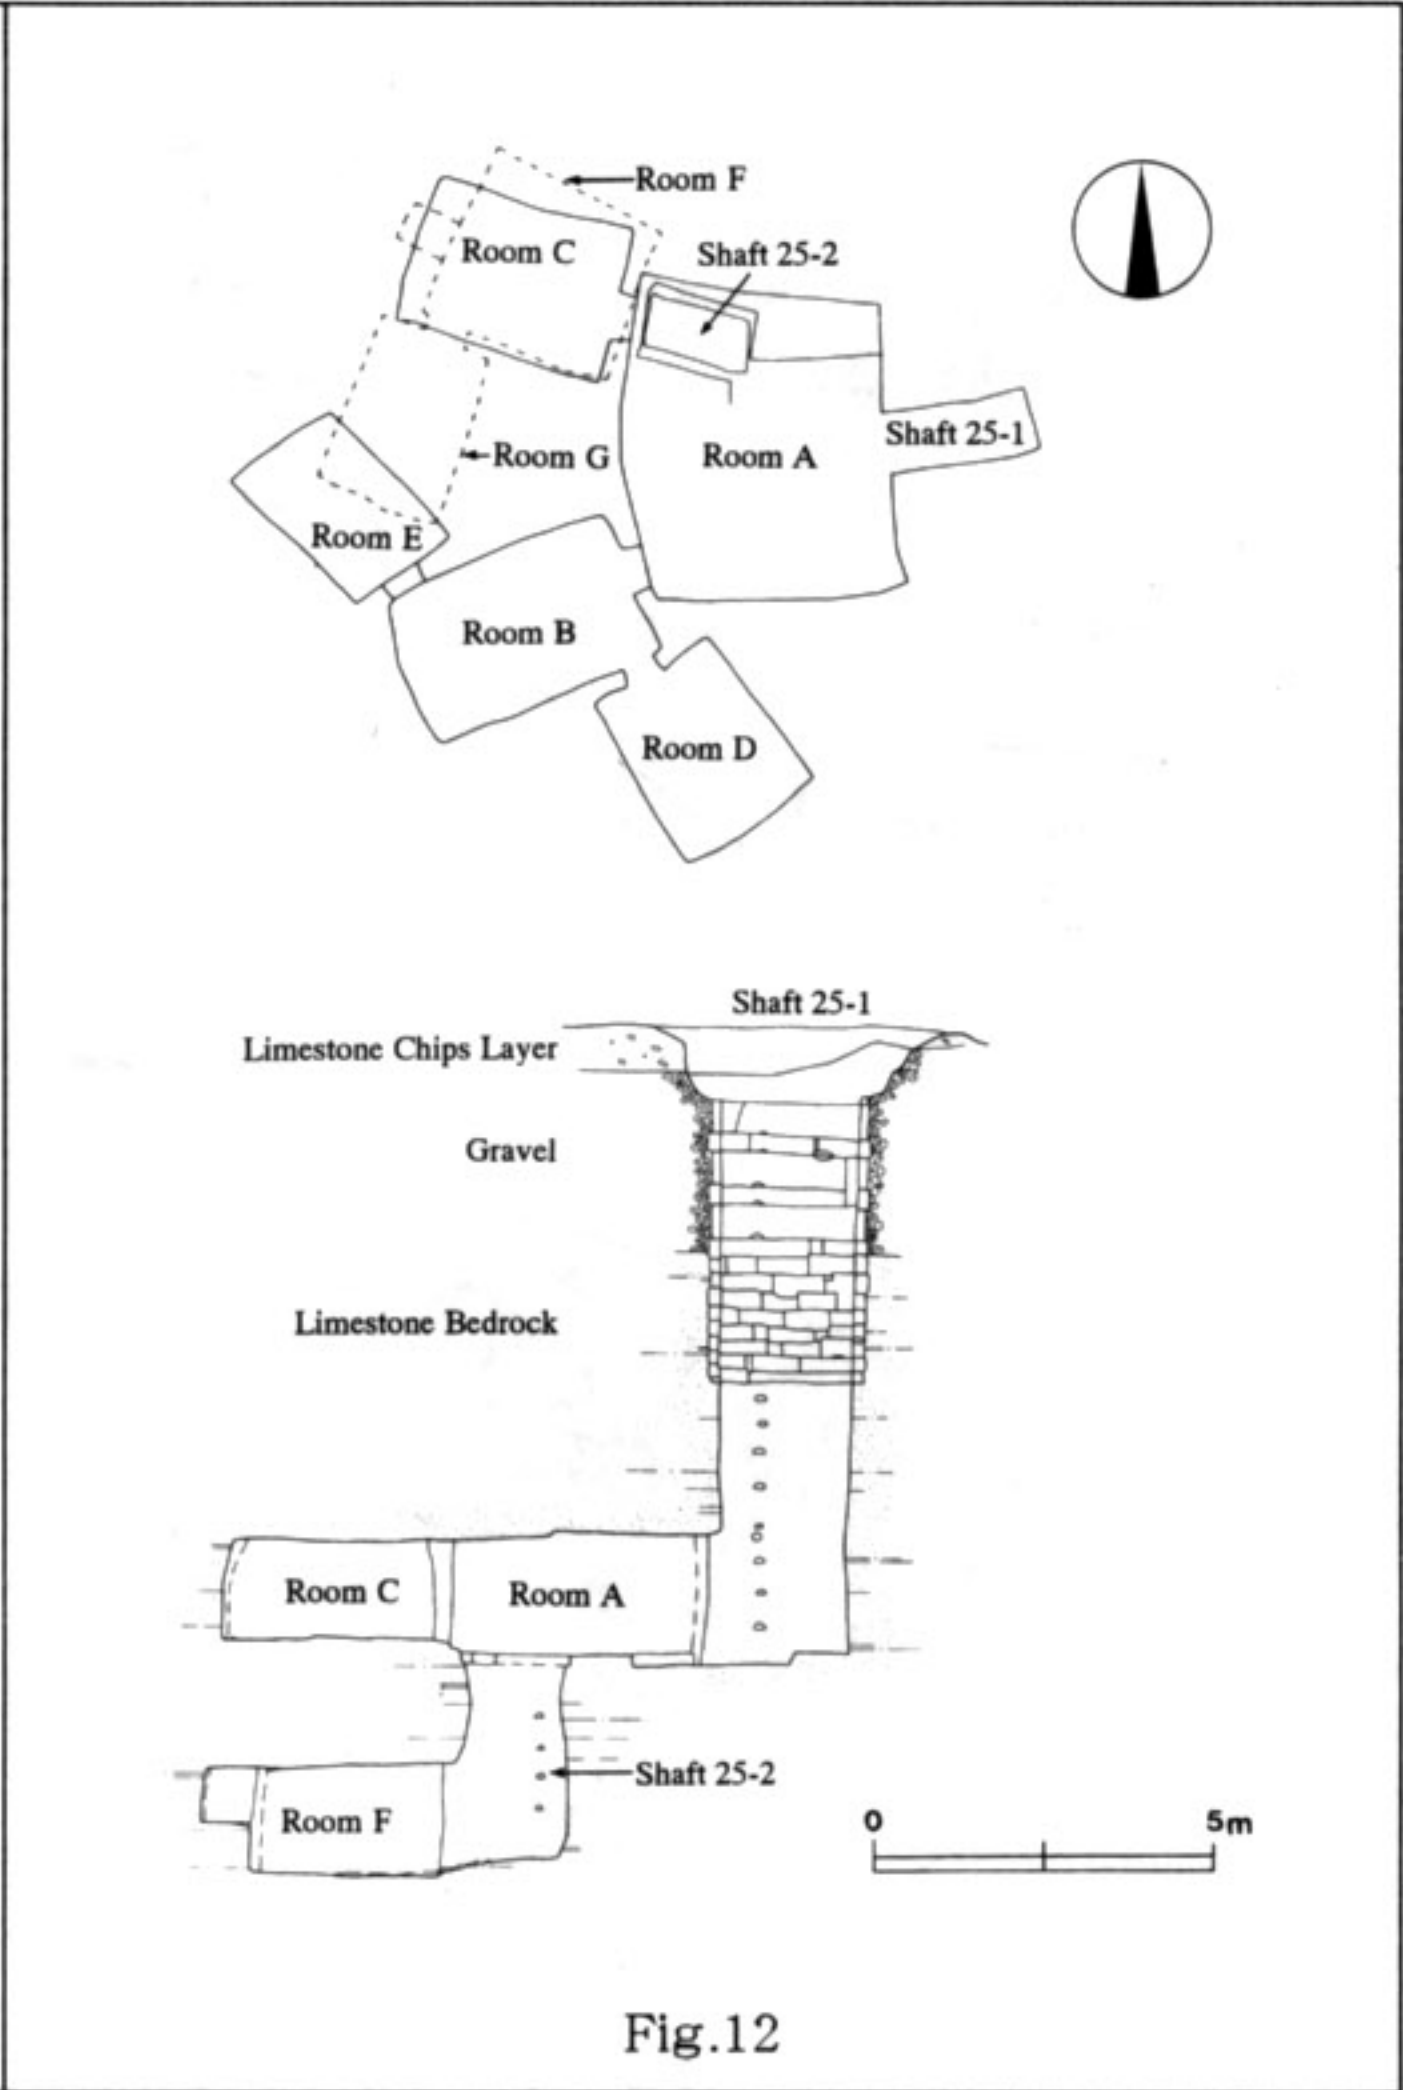 Room F
Room C
Shaft 25-2
Shaft 25-1
Room G
Room A
Room E
Room B
Room D
Shaft 25-1
Limestone Chips Layer
Gravel
Limestone Bedrock
Room C
Room A
Shaft 25-2
Room F
0 5m
Fig.12